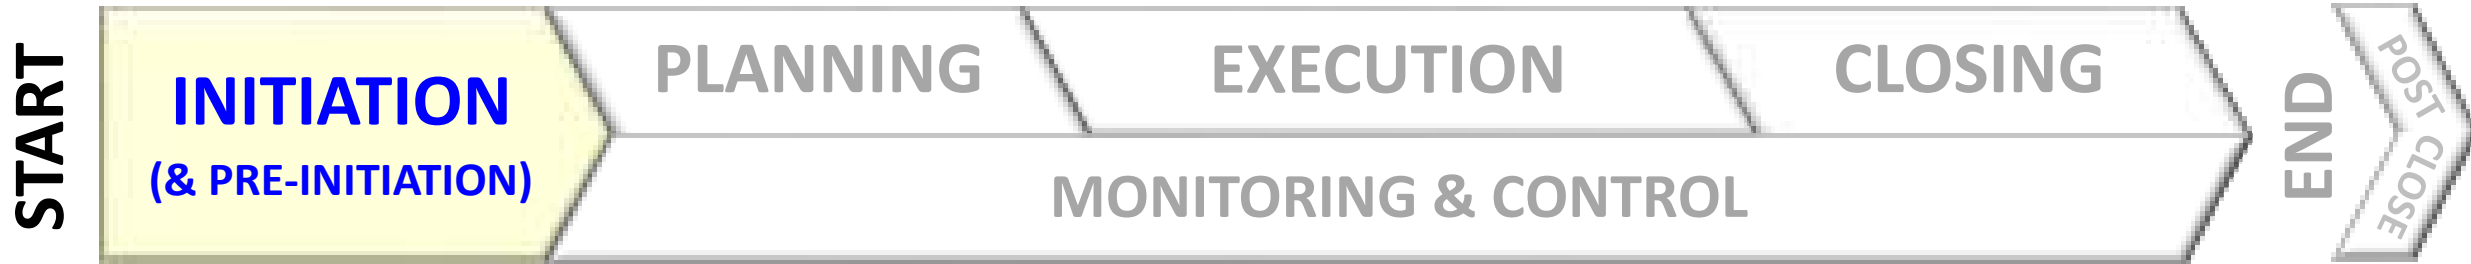 START
INITIATION
(& PRE-INITIATION)
PLANNING
EXECUTION
CLOSING
MONITORING & CONTROL
END
POST CLOSE